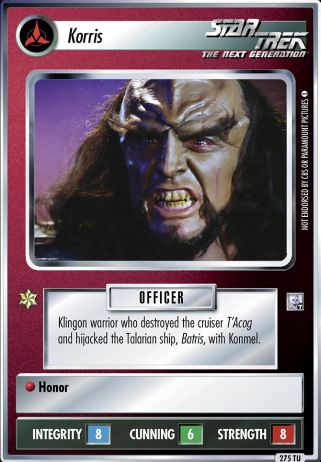 Korris
STAR TREK
THE NEXT GENERATION
NOT ENDORSED BY CBS OR PARAMOUNT PICTURES
OFFICER
Klingon warrior who destroyed the cruiser T'Acog
and hijacked the Talarian ship, Batris, with Konmel.
Honor
INTEGRITY 8 CUNNING 6 STRENGTH 8
275 TU